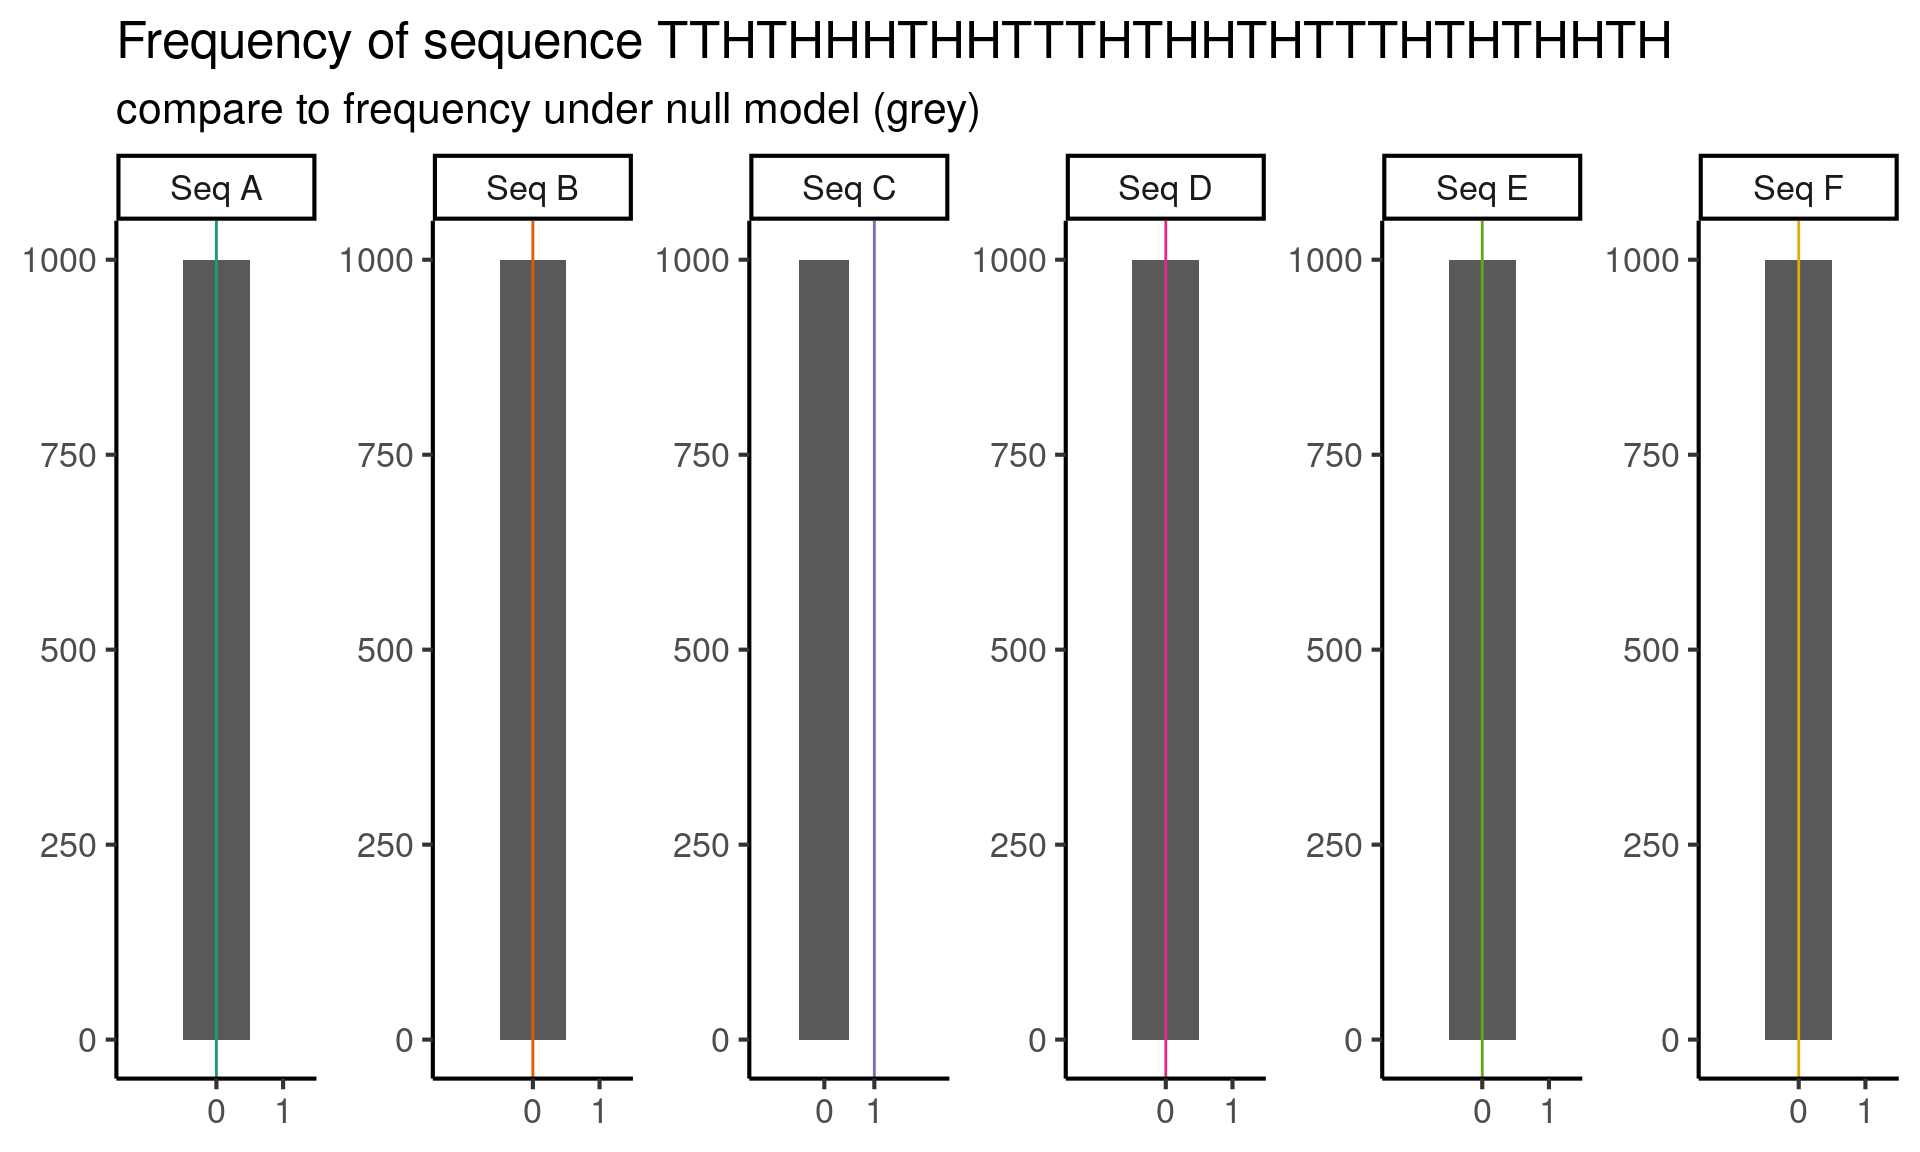 Frequency of sequence TTHTHHHTHHTTTHTHHTHTTTHTHTHHTH
compare to frequency under null model (grey)
Seq A Seq B Seq C Seq D Seq E Seq F
1000 1000 1000 1000 1000 1000
750 750 750 750 750 750
500 500 500 500 500 500
250 250 250 250 250 250
0 0 0 0 0 0
0 1 0 1 0 1 0 1 0 1 0 1